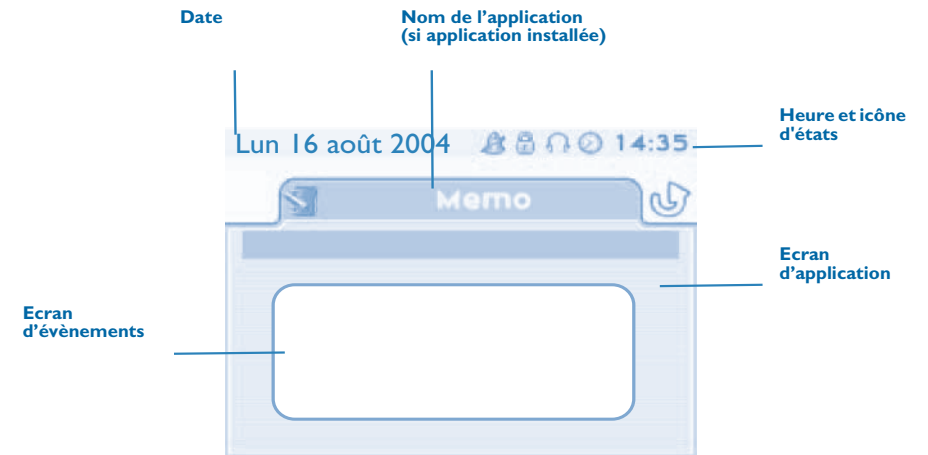 Date
Nom de l’application
(si application installée)
Heure et icône
d'états
Lun 16 août 2004 14:35
Memo
Ecran
d’application
Ecran
d’évènements